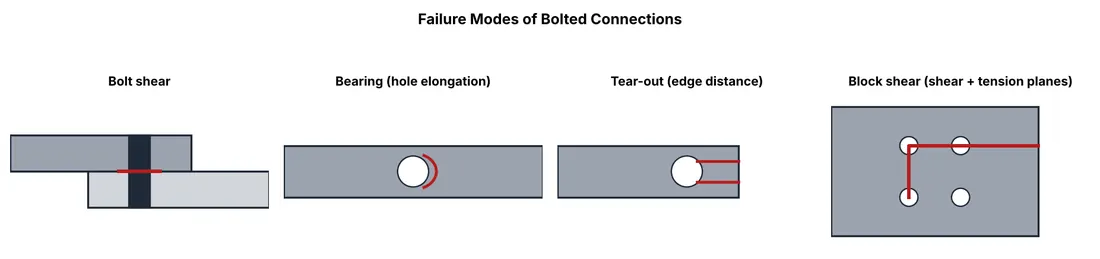 Failure Modes of Bolted Connections
Bolt shear
Bearing (hole elongation)
Tear-out (edge distance)
Block shear (shear + tension planes)